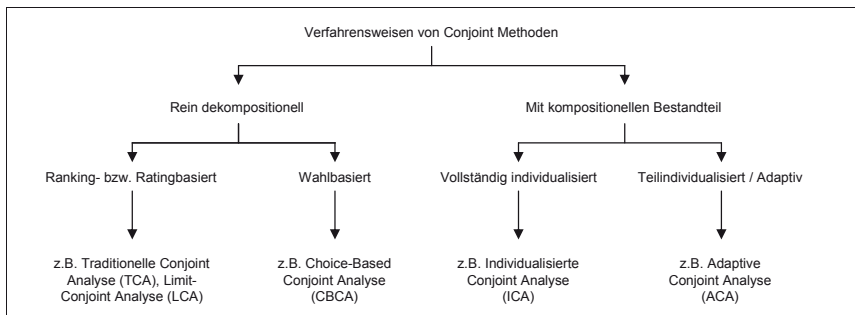 Verfahrensweisen von Conjoint Methoden
Rein dekompositionell
Mit kompositionellen Bestandteil
Ranking- bzw. Ratingbasiert
Wahlbasiert
Vollständig individualisiert
Teilindividualisiert / Adaptiv
z.B. Traditionelle Conjoint
Analyse (TCA), Limit-
Conjoint Analyse (LCA)
z.B. Choice-Based
Conjoint Analyse
(CBCA)
z.B. Individualisierte
Conjoint Analyse
(ICA)
z.B. Adaptive
Conjoint Analyse
(ACA)